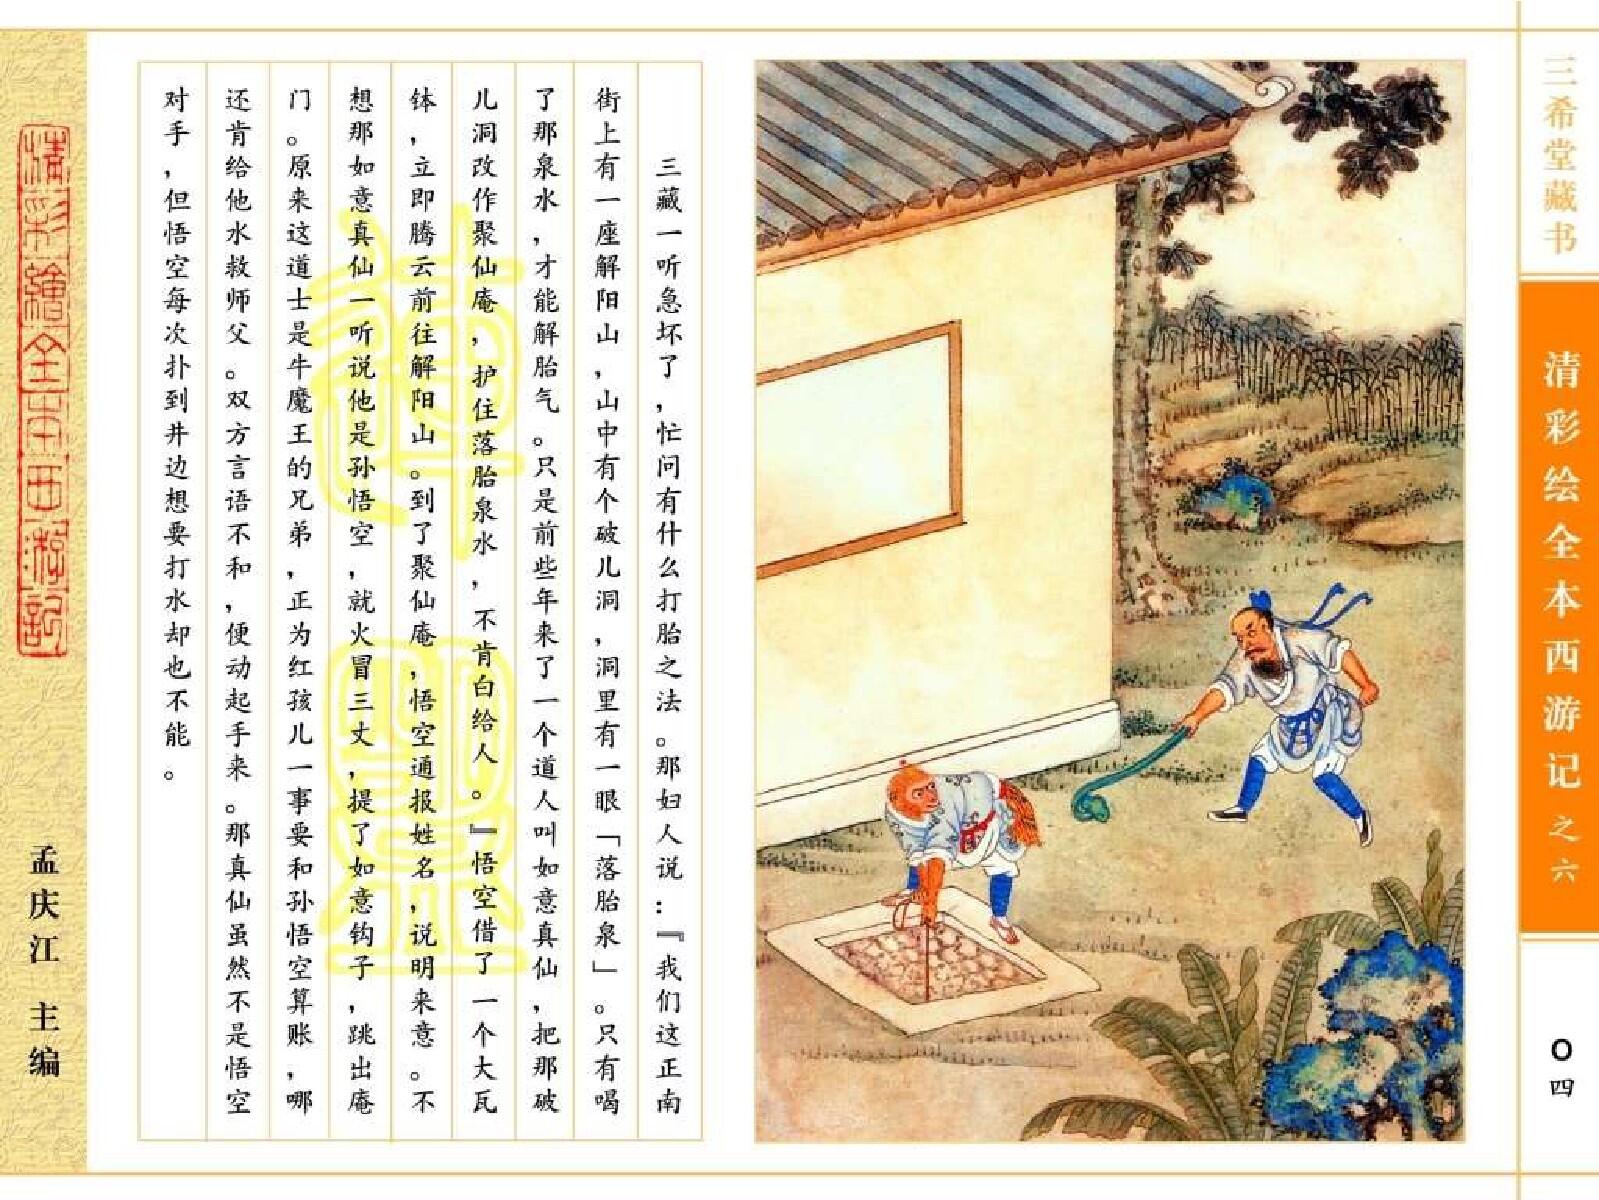 三希堂藏书
清彩绘全本西游记之六
〇四
三藏一听急坏了,忙问有什么打胎之法。那妇人说:『我们这正南
街上有一座解阳山,山中有个破儿洞,洞里有一眼「落胎泉」。只有喝
了那泉水,才能解胎气。只是前些年来了一个道人叫如意真仙,把那破
儿洞改作聚仙庵,护住落胎泉水,不肯白给人。』悟空借了一个大瓦
钵,立即腾云前往解阳山。到了聚仙庵,悟空通报姓名,说明来意。不
想那如意真仙一听说他是孙悟空,就火冒三丈,提了如意钩子,跳出庵
门。原来这道士是牛魔王的兄弟,正为红孩儿一事要和孙悟空算账,哪
还肯给他水救师父。双方言语不和,便动起手来。那真仙虽然不是悟空
对手,但悟空每次扑到井边想要打水却也不能。
清彩繪全本西游記
孟庆江 主编